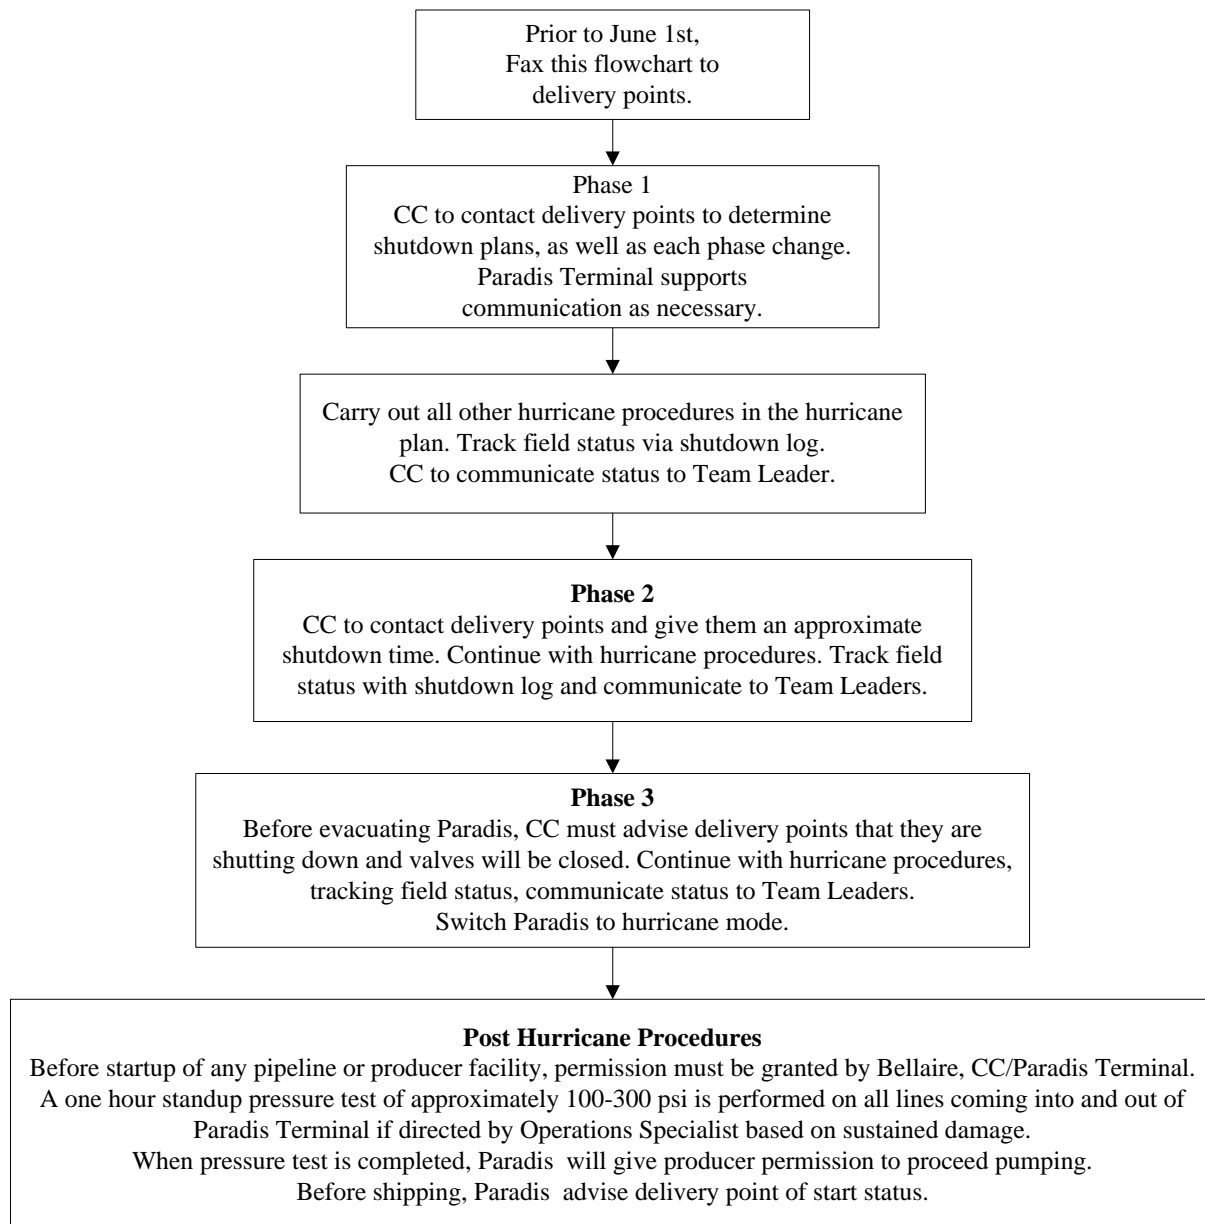 Prior to June 1st,
Fax this flowchart to
delivery points.
Phase 1
CC to contact delivery points to determine
shutdown plans, as well as each phase change.
Paradis Terminal supports
communication as necessary.
Carry out all other hurricane procedures in the hurricane
plan. Track field status via shutdown log.
CC to communicate status to Team Leader.
Phase 2
CC to contact delivery points and give them an approximate
shutdown time. Continue with hurricane procedures. Track field
status with shutdown log and communicate to Team Leaders.
Phase 3
Before evacuating Paradis, CC must advise delivery points that they are
shutting down and valves will be closed. Continue with hurricane procedures,
tracking field status, communicate status to Team Leaders.
Switch Paradis to hurricane mode.
Post Hurricane Procedures
Before startup of any pipeline or producer facility, permission must be granted by Bellaire, CC/Paradis Terminal.
A one hour standup pressure test of approximately 100-300 psi is performed on all lines coming into and out of
Paradis Terminal if directed by Operations Specialist based on sustained damage.
When pressure test is completed, Paradis  will give producer permission to proceed pumping.
Before shipping, Paradis  advise delivery point of start status.